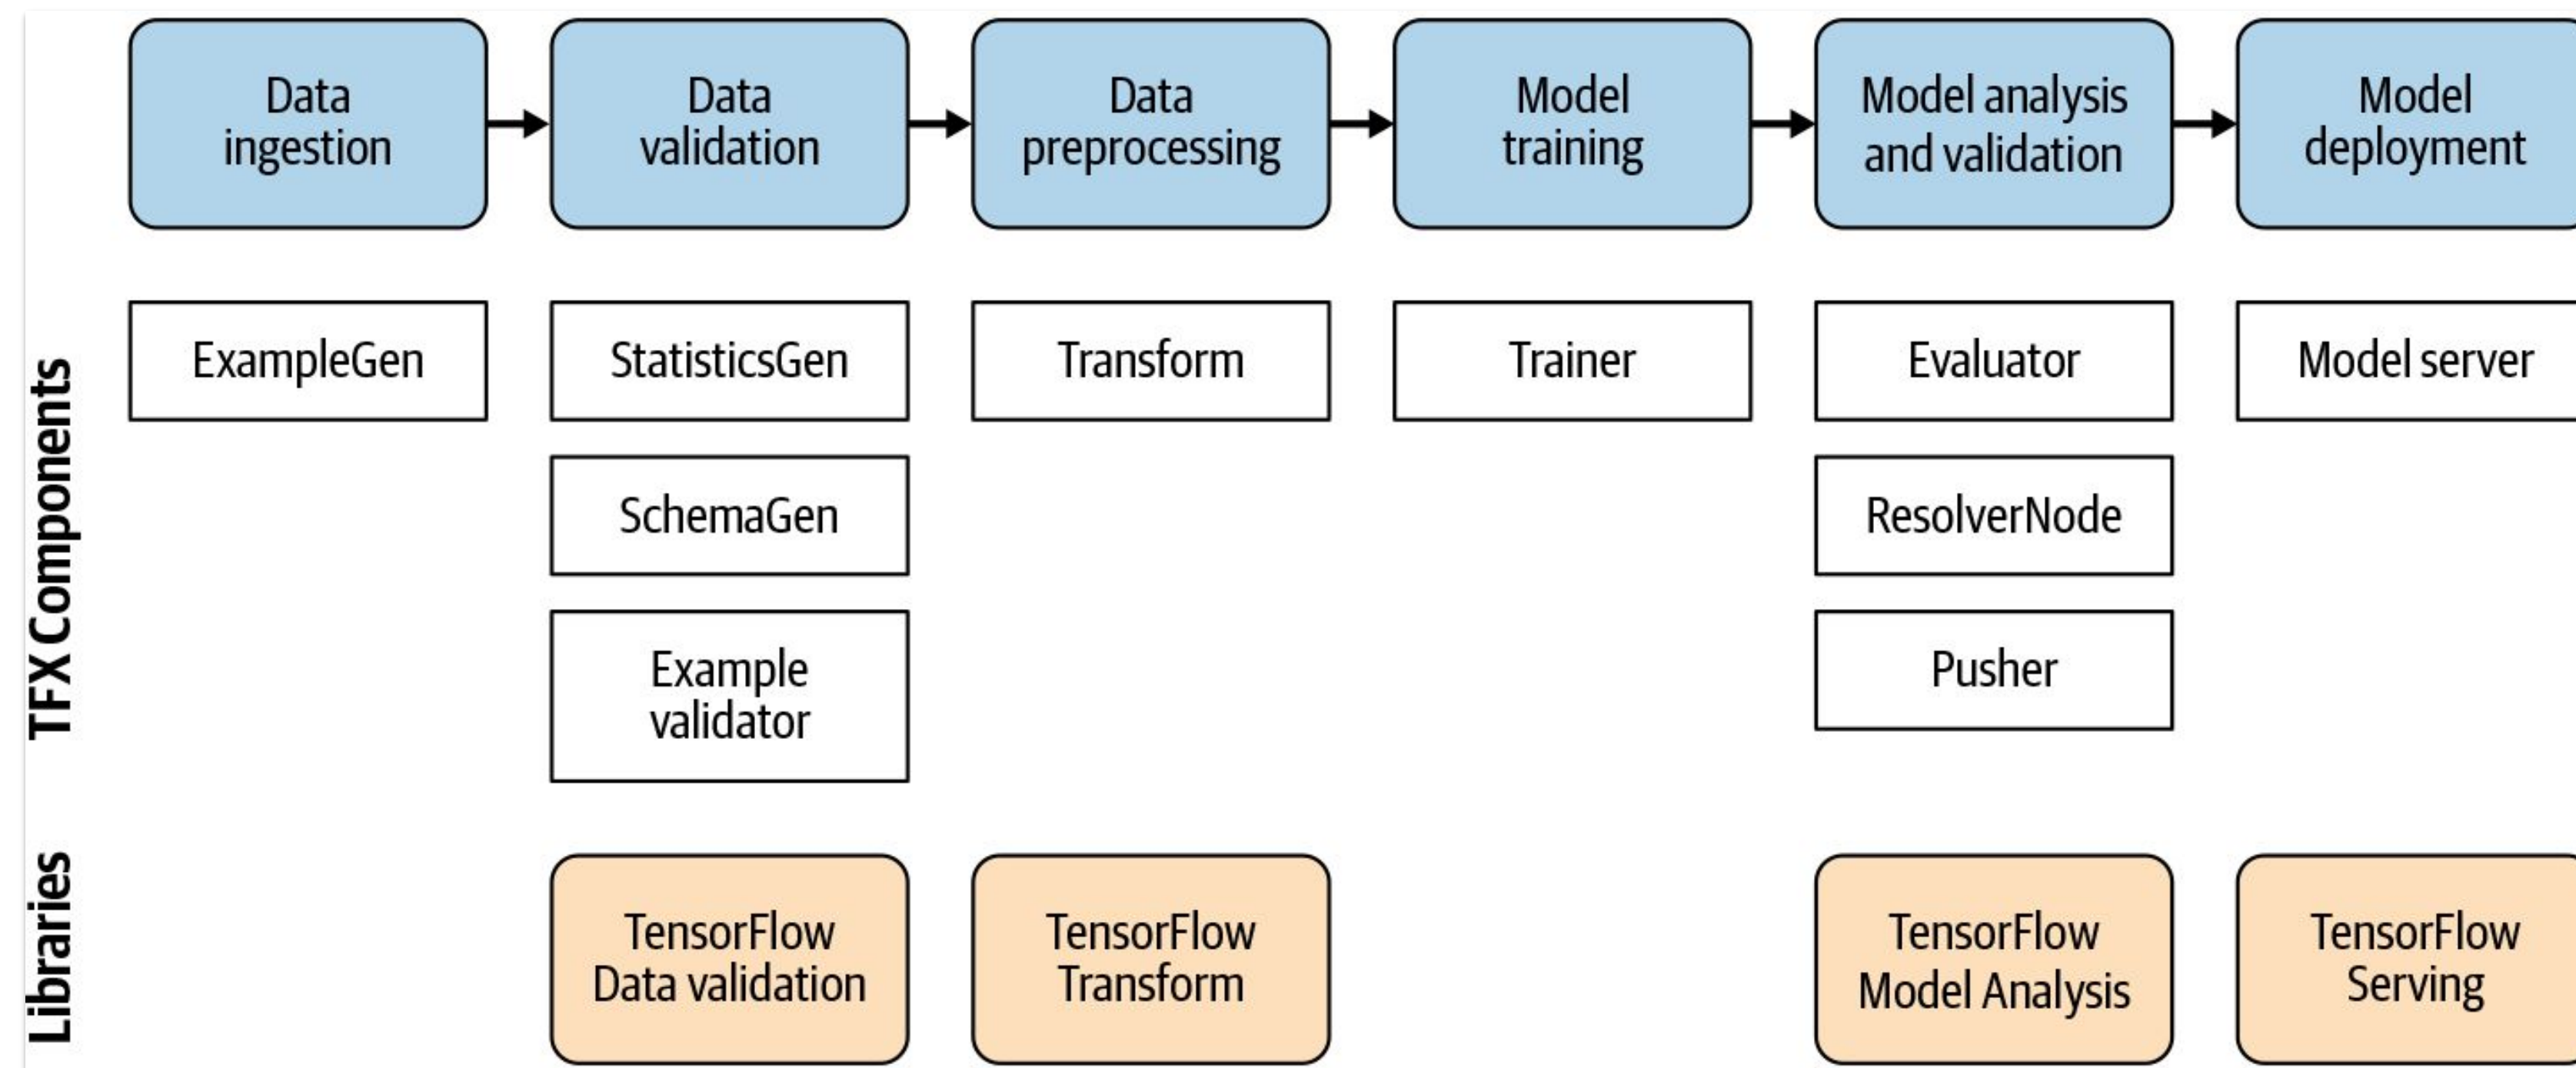 Data
ingestion
Data
validation
Data
preprocessing
Model
training
Model analysis
and validation
Model
deployment
TFX Components
ExampleGen
StatisticsGen
Transform
Trainer
Evaluator
Model server
SchemaGen
ResolverNode
Example
validator
Pusher
Libraries
TensorFlow
Data validation
TensorFlow
Transform
TensorFlow
Model Analysis
TensorFlow
Serving